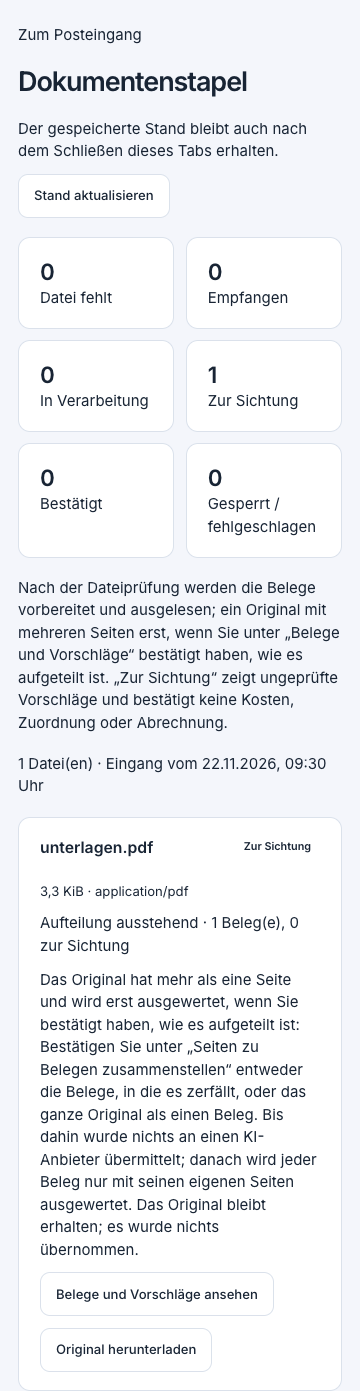 Zum Posteingang
Dokumentenstapel
Der gespeicherte Stand bleibt auch nach
dem Schließen dieses Tabs erhalten.
Stand aktualisieren
0
Datei fehlt
0
Empfangen
0
In Verarbeitung
1
Zur Sichtung
0
Bestätigt
0
Gesperrt /
fehlgeschlagen
Nach der Dateiprüfung werden die Belege
vorbereitet und ausgelesen; ein Original mit
mehreren Seiten erst, wenn Sie unter „Belege
und Vorschläge“ bestätigt haben, wie es
aufgeteilt ist. „Zur Sichtung“ zeigt ungeprüfte
Vorschläge und bestätigt keine Kosten,
Zuordnung oder Abrechnung.
1 Datei(en) · Eingang vom 22.11.2026, 09:30
Uhr
unterlagen.pdf
Zur Sichtung
3,3 KiB · application/pdf
Aufteilung ausstehend · 1 Beleg(e), 0
zur Sichtung
Das Original hat mehr als eine Seite
und wird erst ausgewertet, wenn Sie
bestätigt haben, wie es aufgeteilt ist:
Bestätigen Sie unter „Seiten zu
Belegen zusammenstellen“ entweder
die Belege, in die es zerfällt, oder das
ganze Original als einen Beleg. Bis
dahin wurde nichts an einen KI-
Anbieter übermittelt; danach wird jeder
Beleg nur mit seinen eigenen Seiten
ausgewertet. Das Original bleibt
erhalten; es wurde nichts
übernommen.
Belege und Vorschläge ansehen
Original herunterladen